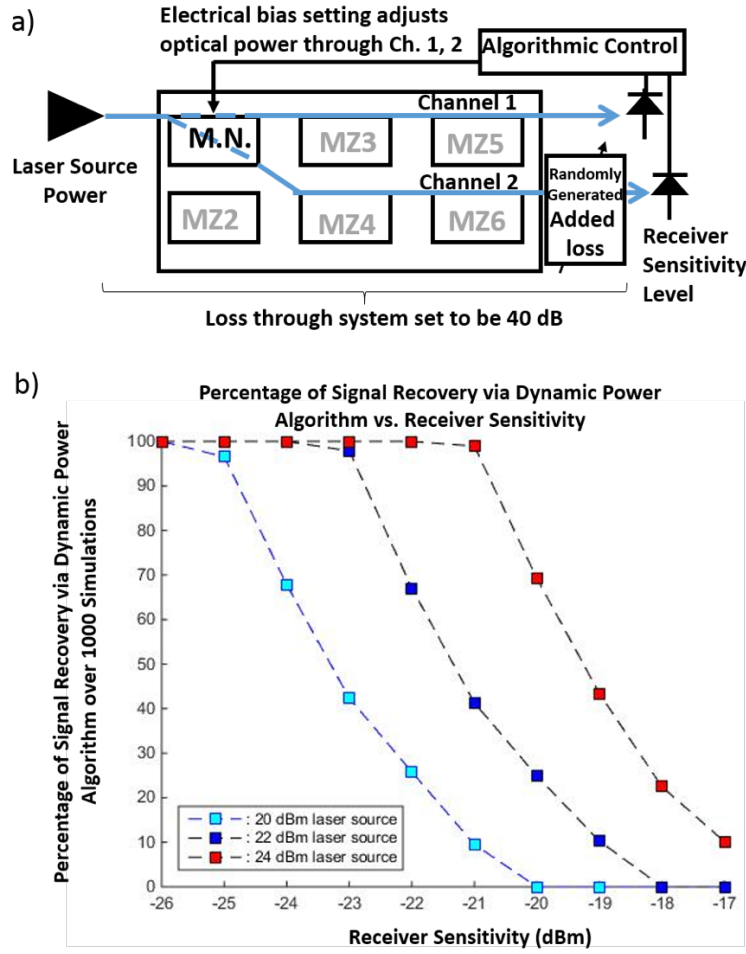 a)
Electrical bias setting adjusts
optical power through Ch. 1, 2
Algorithmic Control
Channel 1
M.N.
MZ3
MZ5
Laser Source
Power
Channel 2
Randomly
Generated
Added
loss
MZ2
MZ4
MZ6
Receiver
Sensitivity
Level
Loss through system set to be 40 dB
b)
Percentage of Signal Recovery via Dynamic Power
Algorithm vs. Receiver Sensitivity
Percentage of Signal Recovery via Dynamic Power
Algorithm over 1000 Simulations
100
90
80
70
60
50
40
30
20
10
0
: 20 dBm laser source
: 22 dBm laser source
: 24 dBm laser source
-26 -25 -24 -23 -22 -21 -20 -19 -18 -17
Receiver Sensitivity (dBm)